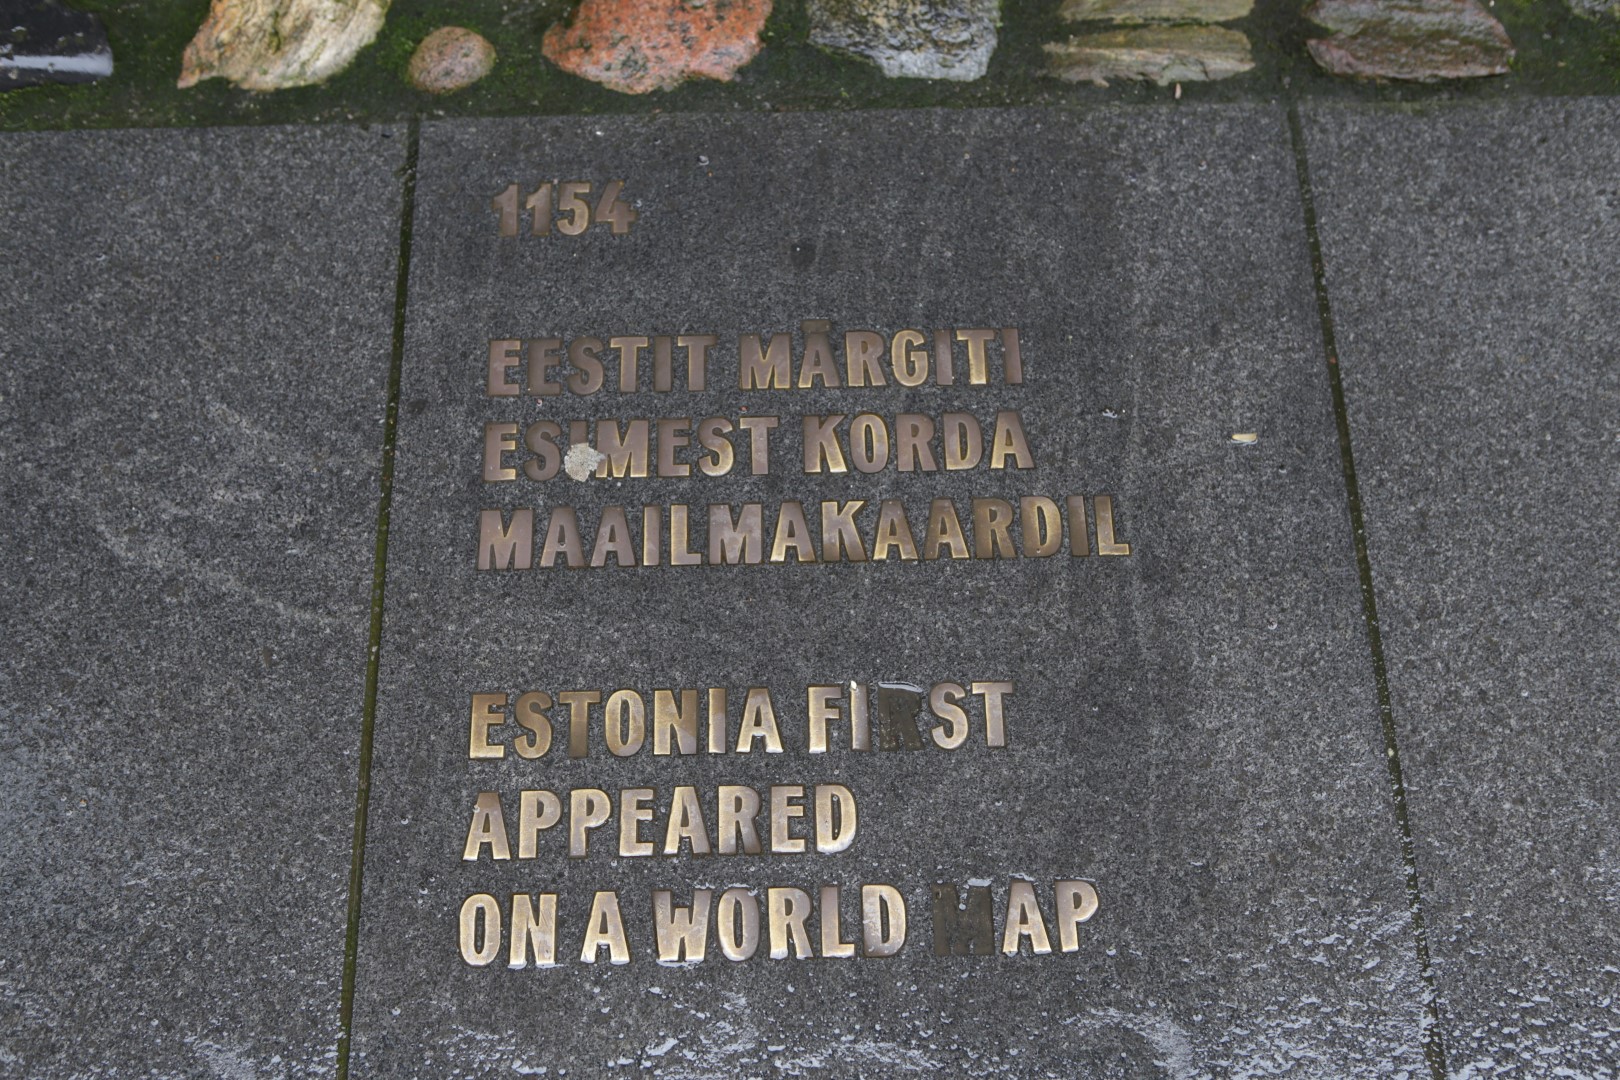 1154
EESTIT MÄRGITI
ESIMEST KORDA
MAAILMAKAARDIL
ESTONIA FIRST
APPEARED
ON A WORLD MAP